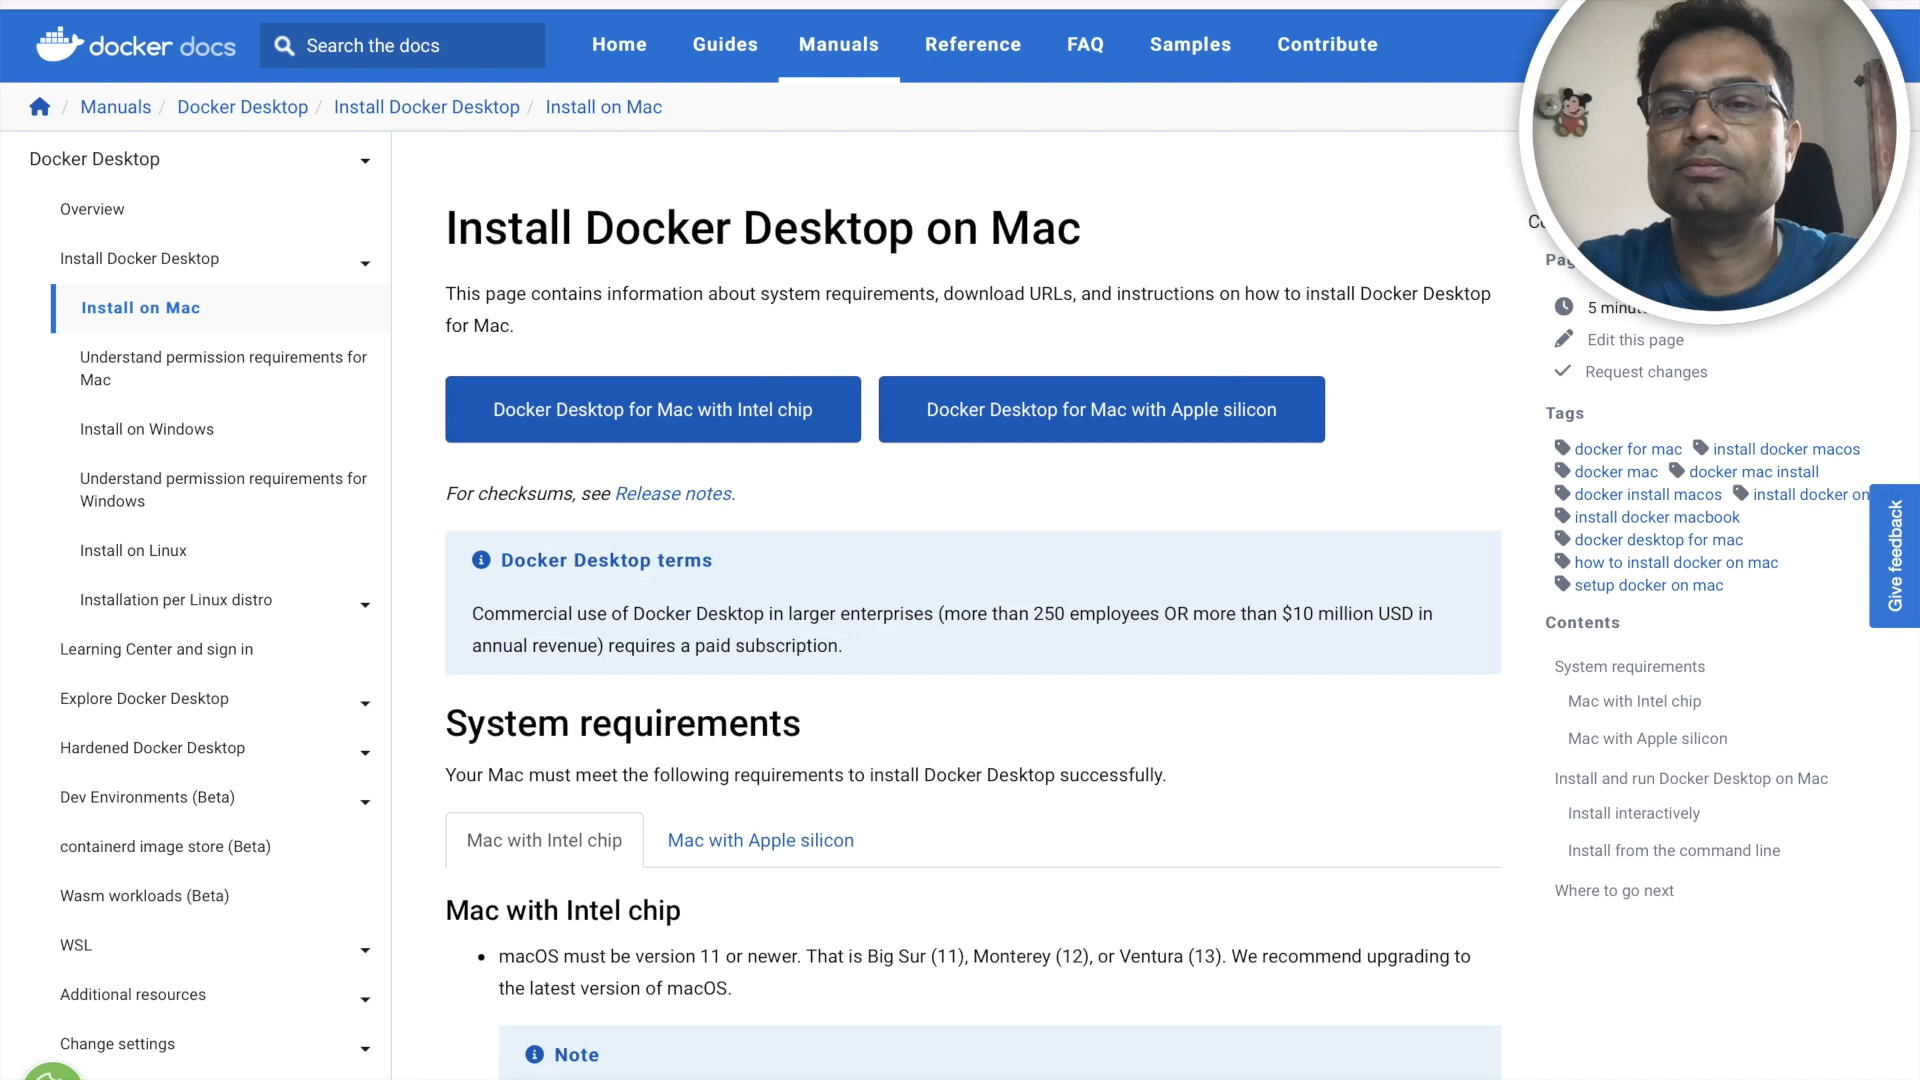 docker docs
Search the docs
Home
Guides
Manuals
Reference
FAQ
Samples
Contribute
/ Manuals / Docker Desktop / Install Docker Desktop / Install on Mac
Docker Desktop
Overview
Install Docker Desktop
Install on Mac
Understand permission requirements for
Mac
Install on Windows
Understand permission requirements for
Windows
Install on Linux
Installation per Linux distro
Learning Center and sign in
Explore Docker Desktop
Hardened Docker Desktop
Dev Environments (Beta)
containerd image store (Beta)
Wasm workloads (Beta)
WSL
Additional resources
Change settings
Install Docker Desktop on Mac
This page contains information about system requirements, download URLs, and instructions on how to install Docker Desktop
for Mac.
Docker Desktop for Mac with Intel chip
Docker Desktop for Mac with Apple silicon
For checksums, see Release notes.
Docker Desktop terms
Commercial use of Docker Desktop in larger enterprises (more than 250 employees OR more than $10 million USD in
annual revenue) requires a paid subscription.
System requirements
Your Mac must meet the following requirements to install Docker Desktop successfully.
Mac with Intel chip
Mac with Apple silicon
Mac with Intel chip
• macOS must be version 11 or newer. That is Big Sur (11), Monterey (12), or Ventura (13). We recommend upgrading to
the latest version of macOS.
Note
5
Edit this page
Request changes
Tags
docker for mac install docker macos
docker mac docker mac install
docker install macos install docker on
install docker macbook
docker desktop for mac
how to install docker on mac
setup docker on mac
Contents
System requirements
Mac with Intel chip
Mac with Apple silicon
Install and run Docker Desktop on Mac
Install interactively
Install from the command line
Where to go next
Give feedback